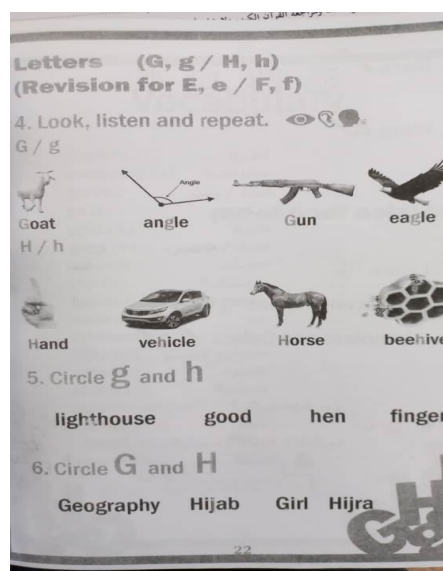 Letters (G, g / H, h)
(Revision for E, e / F, f)
4. Look, listen and repeat.
G / g
Angle
Goat angle Gun eagle
H / h
Hand vehicle Horse beehive
5. Circle g and h
lighthouse good hen finger
6. Circle G and H
Geography Hijab Girl Hijra
22